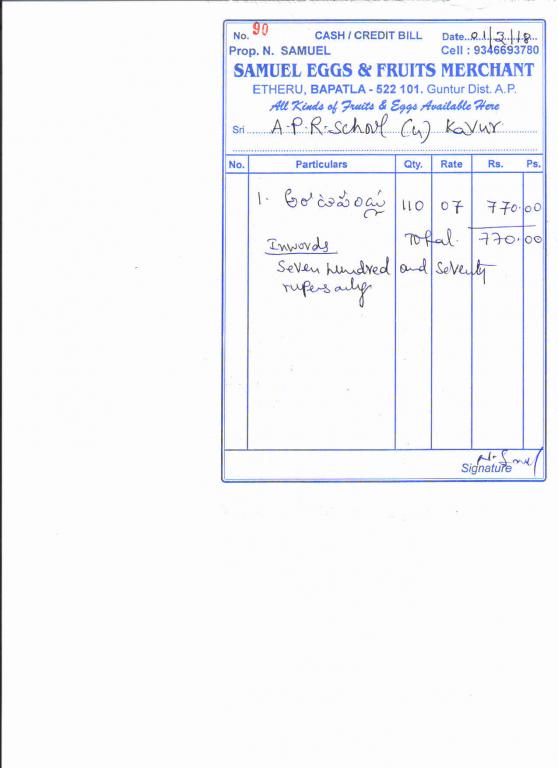 No. 90 CASH / CREDIT BILL Date..01/3/18..
Prop. N. SAMUEL Cell : 9346693780
SAMUEL EGGS & FRUITS MERCHANT
ETHERU, BAPATLA - 522 101. Guntur Dist. A.P.
All Kinds of Fruits & Eggs Available Here
Sri A.P.R. School (G) Kavur
No. Particulars Qty. Rate Rs. Ps.
1. 110 07 770.00
Total. 770.00
Inwords
Seven hundred and seventy
rupees only
Signature